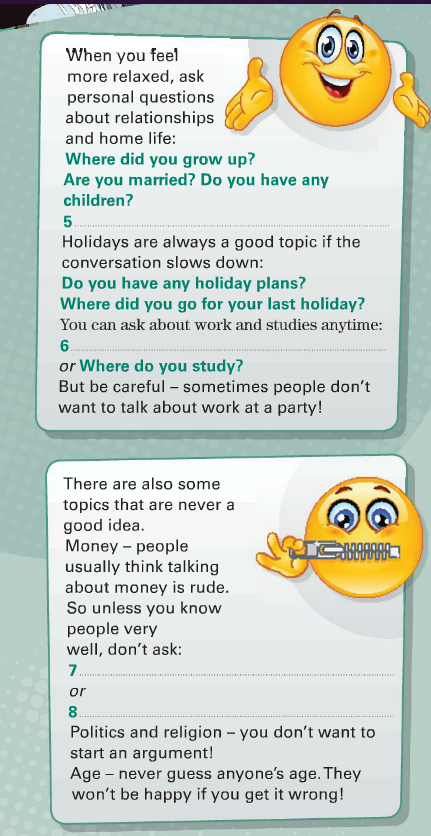 When you feel
more relaxed, ask
personal questions
about relationships
and home life:
Where did you grow up?
Are you married? Do you have any
children?
5
Holidays are always a good topic if the
conversation slows down:
Do you have any holiday plans?
Where did you go for your last holiday?
You can ask about work and studies anytime:
6
or Where do you study?
But be careful – sometimes people don't
want to talk about work at a party!
There are also some
topics that are never a
good idea.
Money – people
usually think talking
about money is rude.
So unless you know
people very
well, don't ask:
7
or
8
Politics and religion – you don't want to
start an argument!
Age – never guess anyone's age. They
won't be happy if you get it wrong!